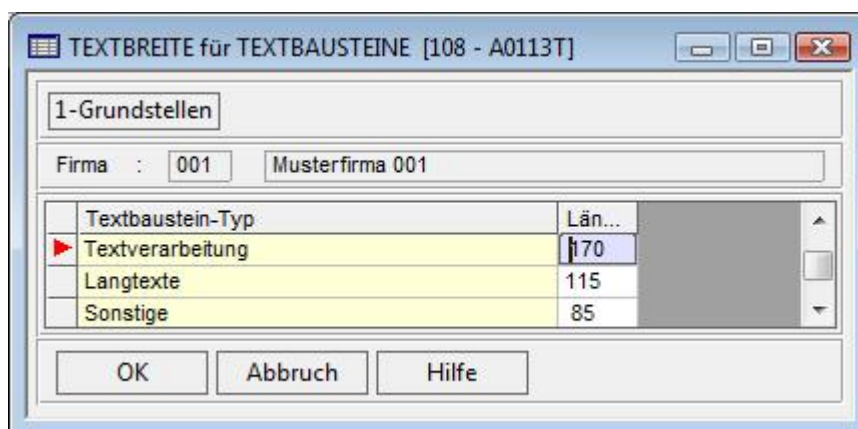 TEXTBREITE für TEXTBAUSTEINE [108 - A0113T]
1-Grundstellen
Firma : 001 Musterfirma 001
Textbaustein-Typ Län...
Textverarbeitung 170
Langtexte 115
Sonstige 85
OK Abbruch Hilfe